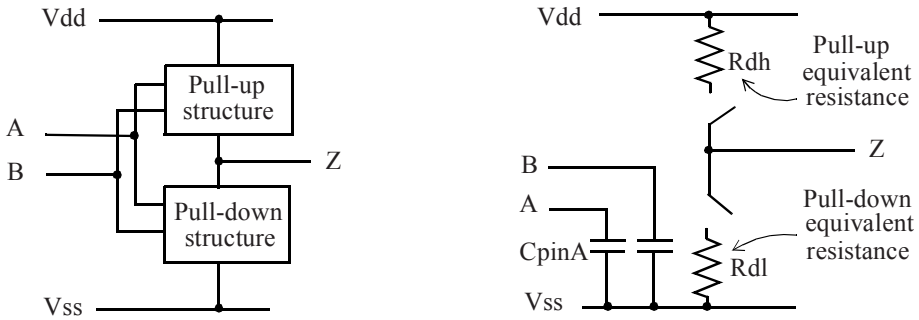 Vdd
Pull-up
structure
A
B
Z
Pull-down
structure
Vss
Vdd
Rdh
Pull-up
equivalent
resistance
Z
B
A
CpinA
Pull-down
equivalent
resistance
Rdl
Vss